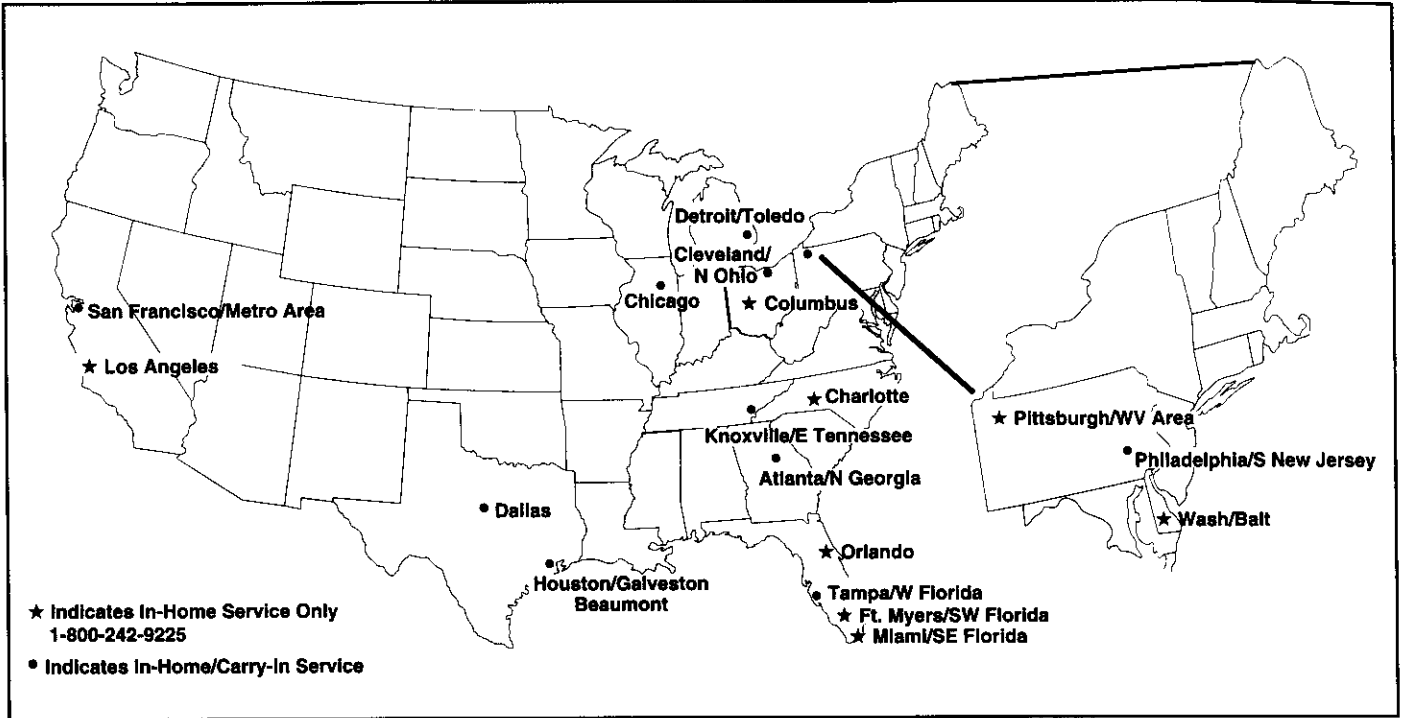 Detroit/Toledo
Cleveland/
N Ohio
Chicago
Columbus
San Francisco/Metro Area
Los Angeles
Charlotte
Pittsburgh/WV Area
Knoxville/E Tennessee
Philadelphia/S New Jersey
Atlanta/N Georgia
Dallas
Wash/Balt
Orlando
Houston/Galveston
Beaumont
Tampa/W Florida
Ft. Myers/SW Florida
Miami/SE Florida
★ Indicates In-Home Service Only
1-800-242-9225
• Indicates In-Home/Carry-In Service